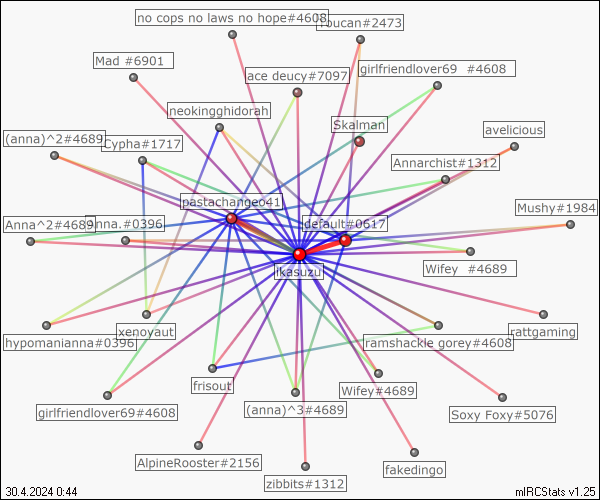 no cops no laws no hope#4608
Toucan#2473
Mad #6901
ace deucy#7097
girlfriendlover69 #4608
neokingghidorah
Skalman
avelicious
(anna)^2#4689
Cypha#1717
Annarchist#1312
pastachangeo41
Mushy#1984
Anna^2#4689
anna.#0396
default#0617
Wifey #4689
ikasuzu
hypomanianna#0396
xenoyaut
ranshackle gorey#4608
rattgaming
frisout
Wifey#4689
girlfriendlover69#4608
(anna)^3#4689
Soxy Foxy#5076
AlpineRooster#2156
fakedingo
zibbits#1312
30.4.2024 0:44
mIRCStats v1.25